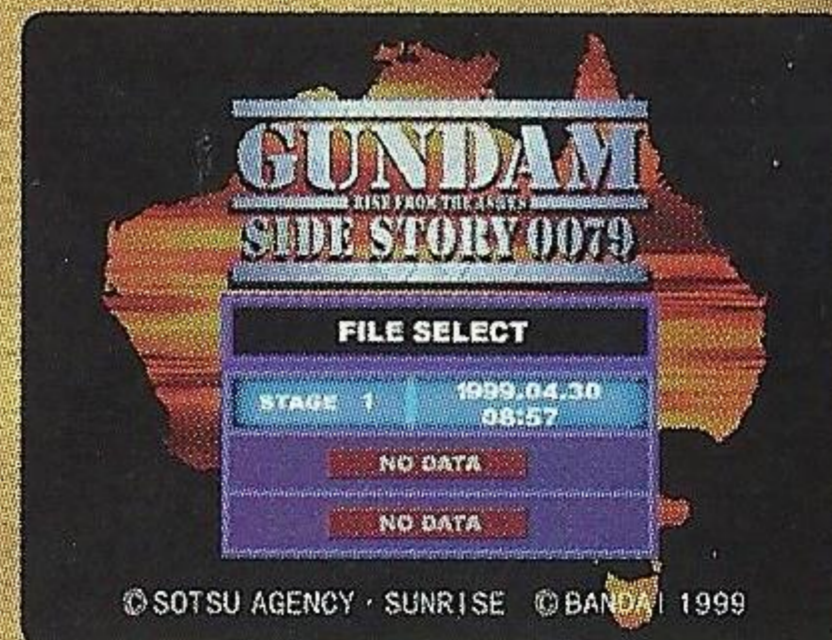 GUNDAM
RISE FROM THE ASHES
SIDE STORY 0079
FILE SELECT
STAGE 1
1999.04.30
08:57
NO DATA
NO DATA
©SOTSU AGENCY · SUNRISE ©BANDAI 1999